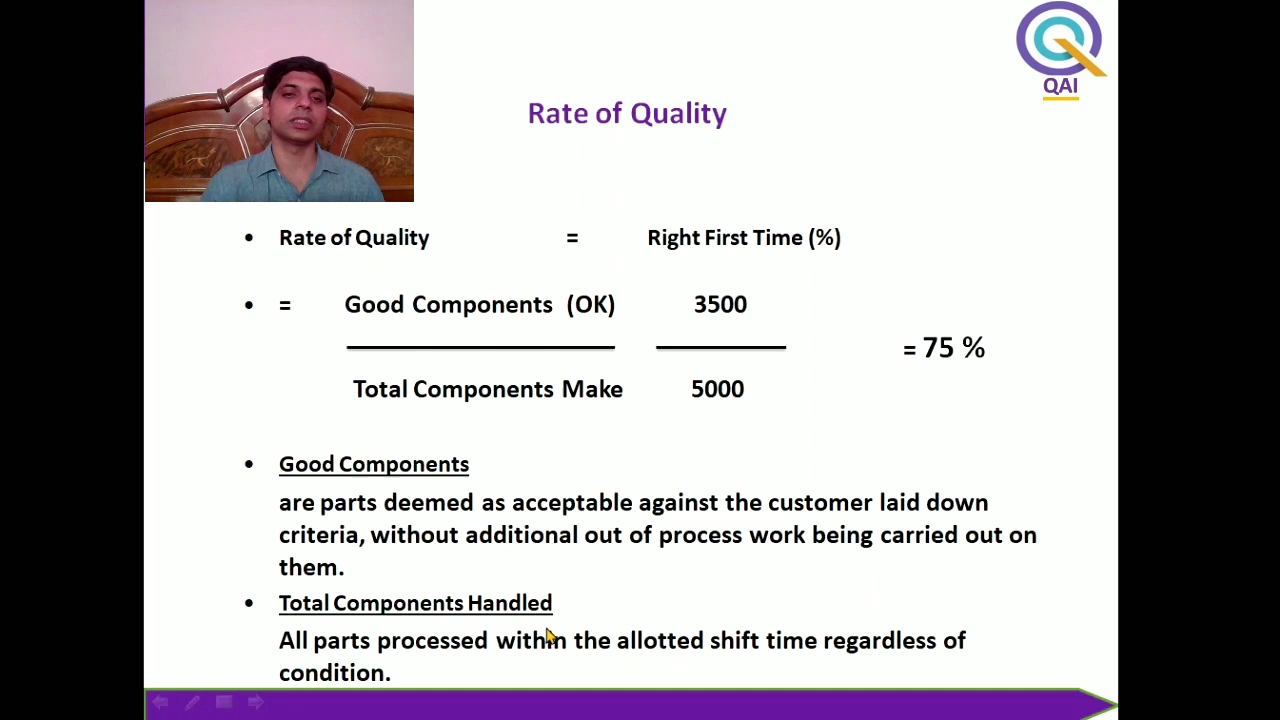 QAI
Rate of Quality
• Rate of Quality = Right First Time (%)
• = Good Components (OK) 3500
= 75 %
Total Components Make 5000
• Good Components
are parts deemed as acceptable against the customer laid down
criteria, without additional out of process work being carried out on
them.
• Total Components Handled
All parts processed within the allotted shift time regardless of
condition.